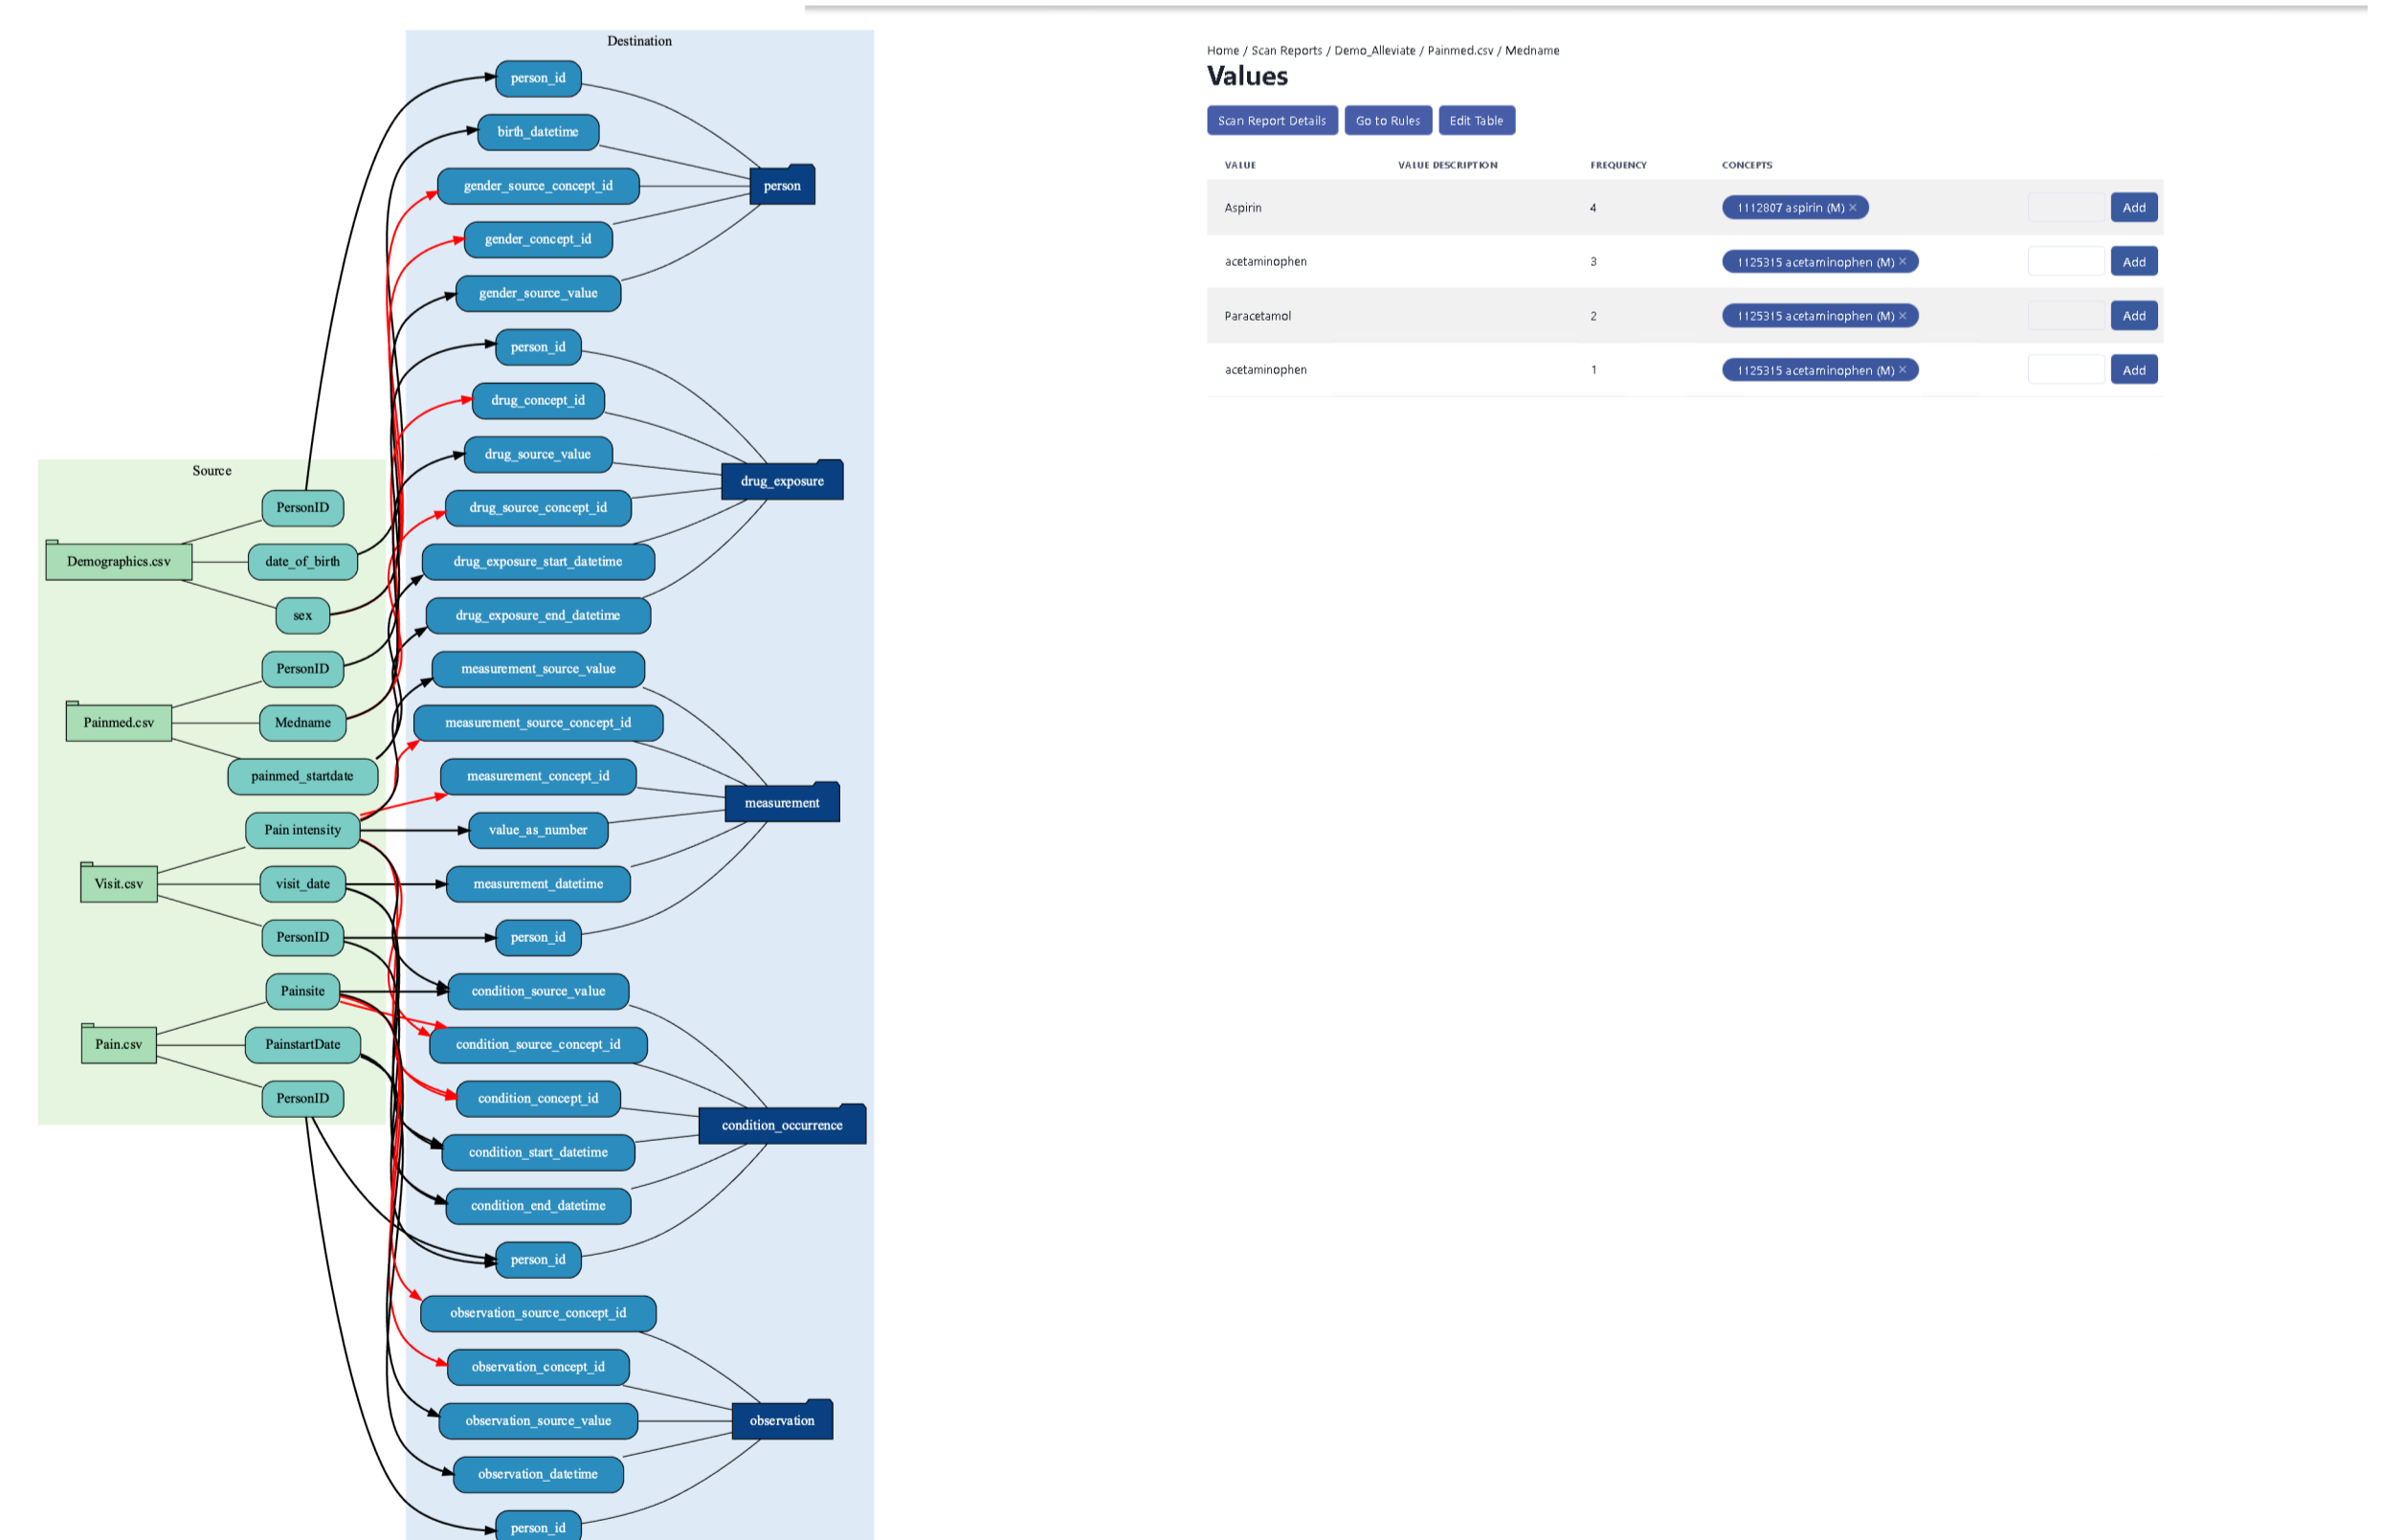 Destination
person_id
birth_datetime
gender_source_concept_id
person
gender_concept_id
gender_source_value
person_id
drug_concept_id
drug_source_value
drug_exposure
drug_source_concept_id
drug_exposure_start_datetime
drug_exposure_end_datetime
measurement_source_value
measurement_source_concept_id
measurement_concept_id
measurement
value_as_number
measurement_datetime
person_id
condition_source_value
condition_source_concept_id
condition_concept_id
condition_occurrence
condition_start_datetime
condition_end_datetime
person_id
observation_source_concept_id
observation_concept_id
observation_source_value
observation
observation_datetime
person_id
Source
PersonID
Demographics.csv
date_of_birth
sex
PersonID
Painmed.csv
Medname
painmed_startdate
Pain intensity
Visit.csv
visit_date
PersonID
Painsite
Pain.csv
PainstartDate
PersonID
Home / Scan Reports / Demo_Alleviate / Painmed.csv / Medname
Values
Scan Report Details Go to Rules Edit Table
VALUE VALUE DESCRIPTION FREQUENCY CONCEPTS
Aspirin 4 1112807 aspirin (M) × Add
acetaminophen 3 1125315 acetaminophen (M) × Add
Paracetamol 2 1125315 acetaminophen (M) × Add
acetaminophen 1 1125315 acetaminophen (M) × Add